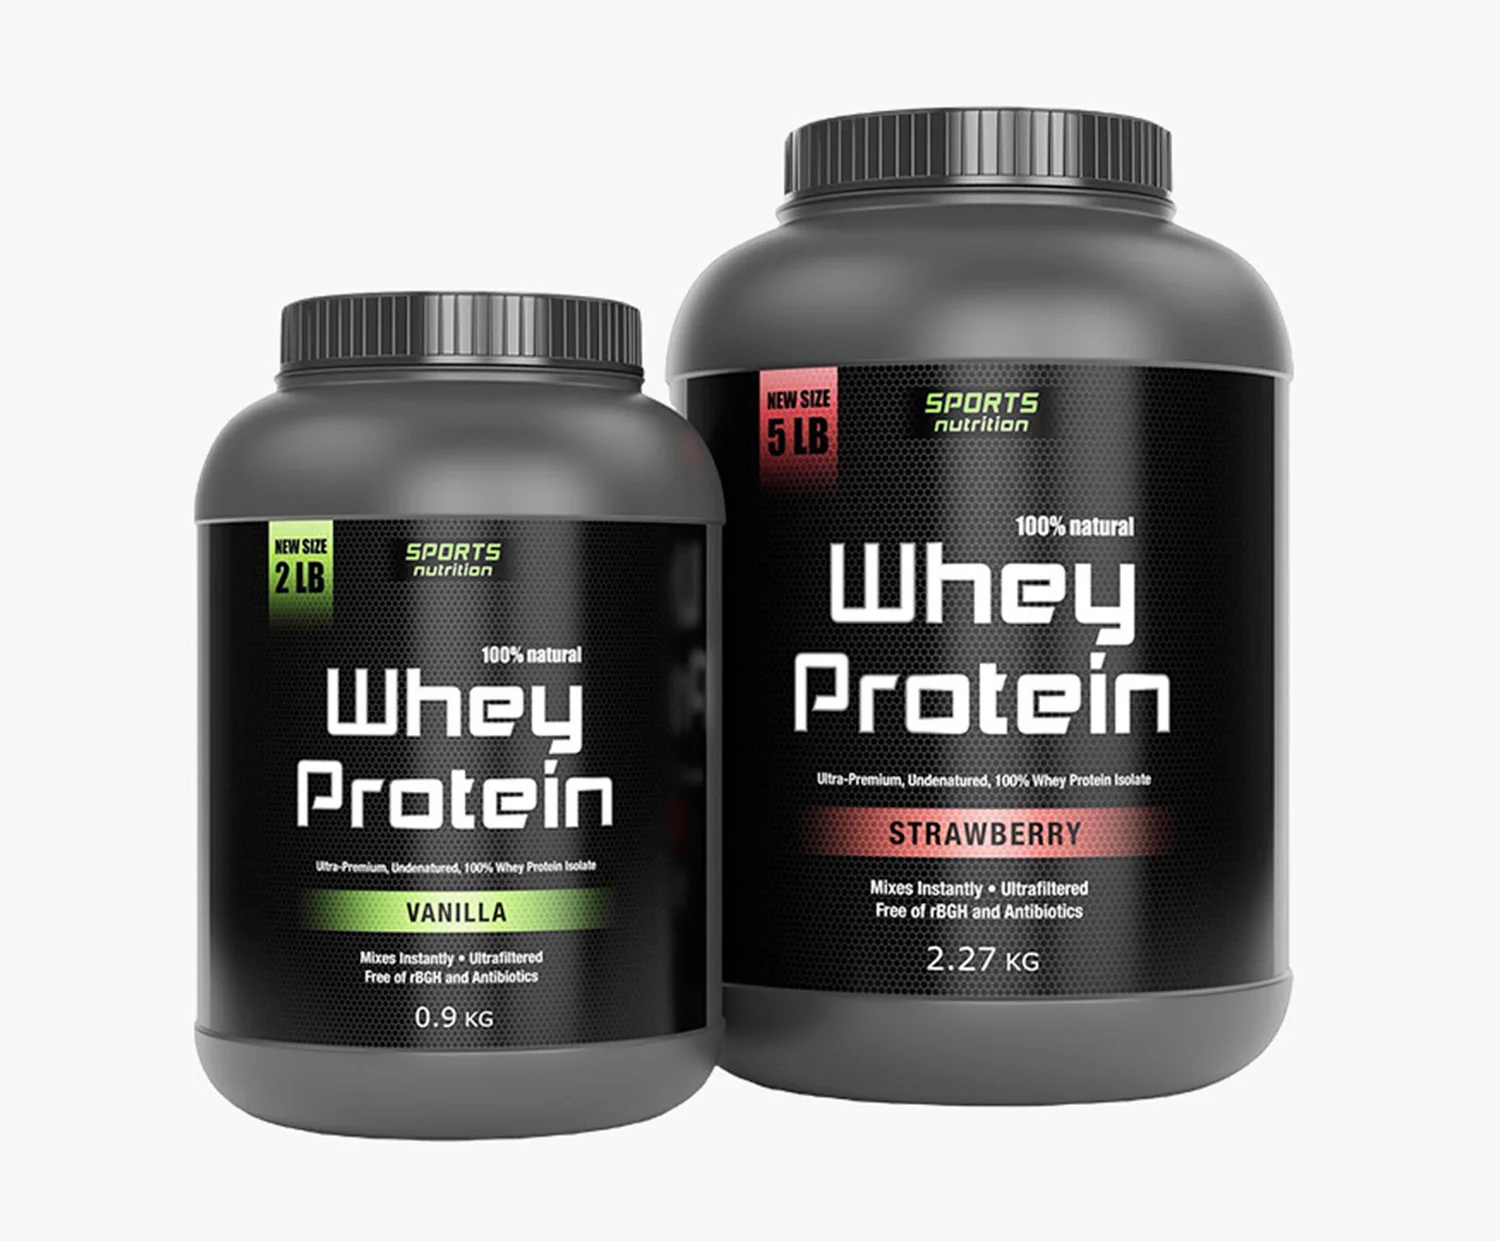 NEW SIZE
2 LB
SPORTS
nutrition
100% natural
Whey
Protein
Ultra-Premium, Undenatured, 100% Whey Protein Isolate
VANILLA
Mixes Instantly • Ultrafiltered
Free of rBGH and Antibiotics
0.9 KG
NEW SIZE
5 LB
SPORTS
nutrition
100% natural
Whey
Protein
Ultra-Premium, Undenatured, 100% Whey Protein Isolate
STRAWBERRY
Mixes Instantly • Ultrafiltered
Free of rBGH and Antibiotics
2.27 KG